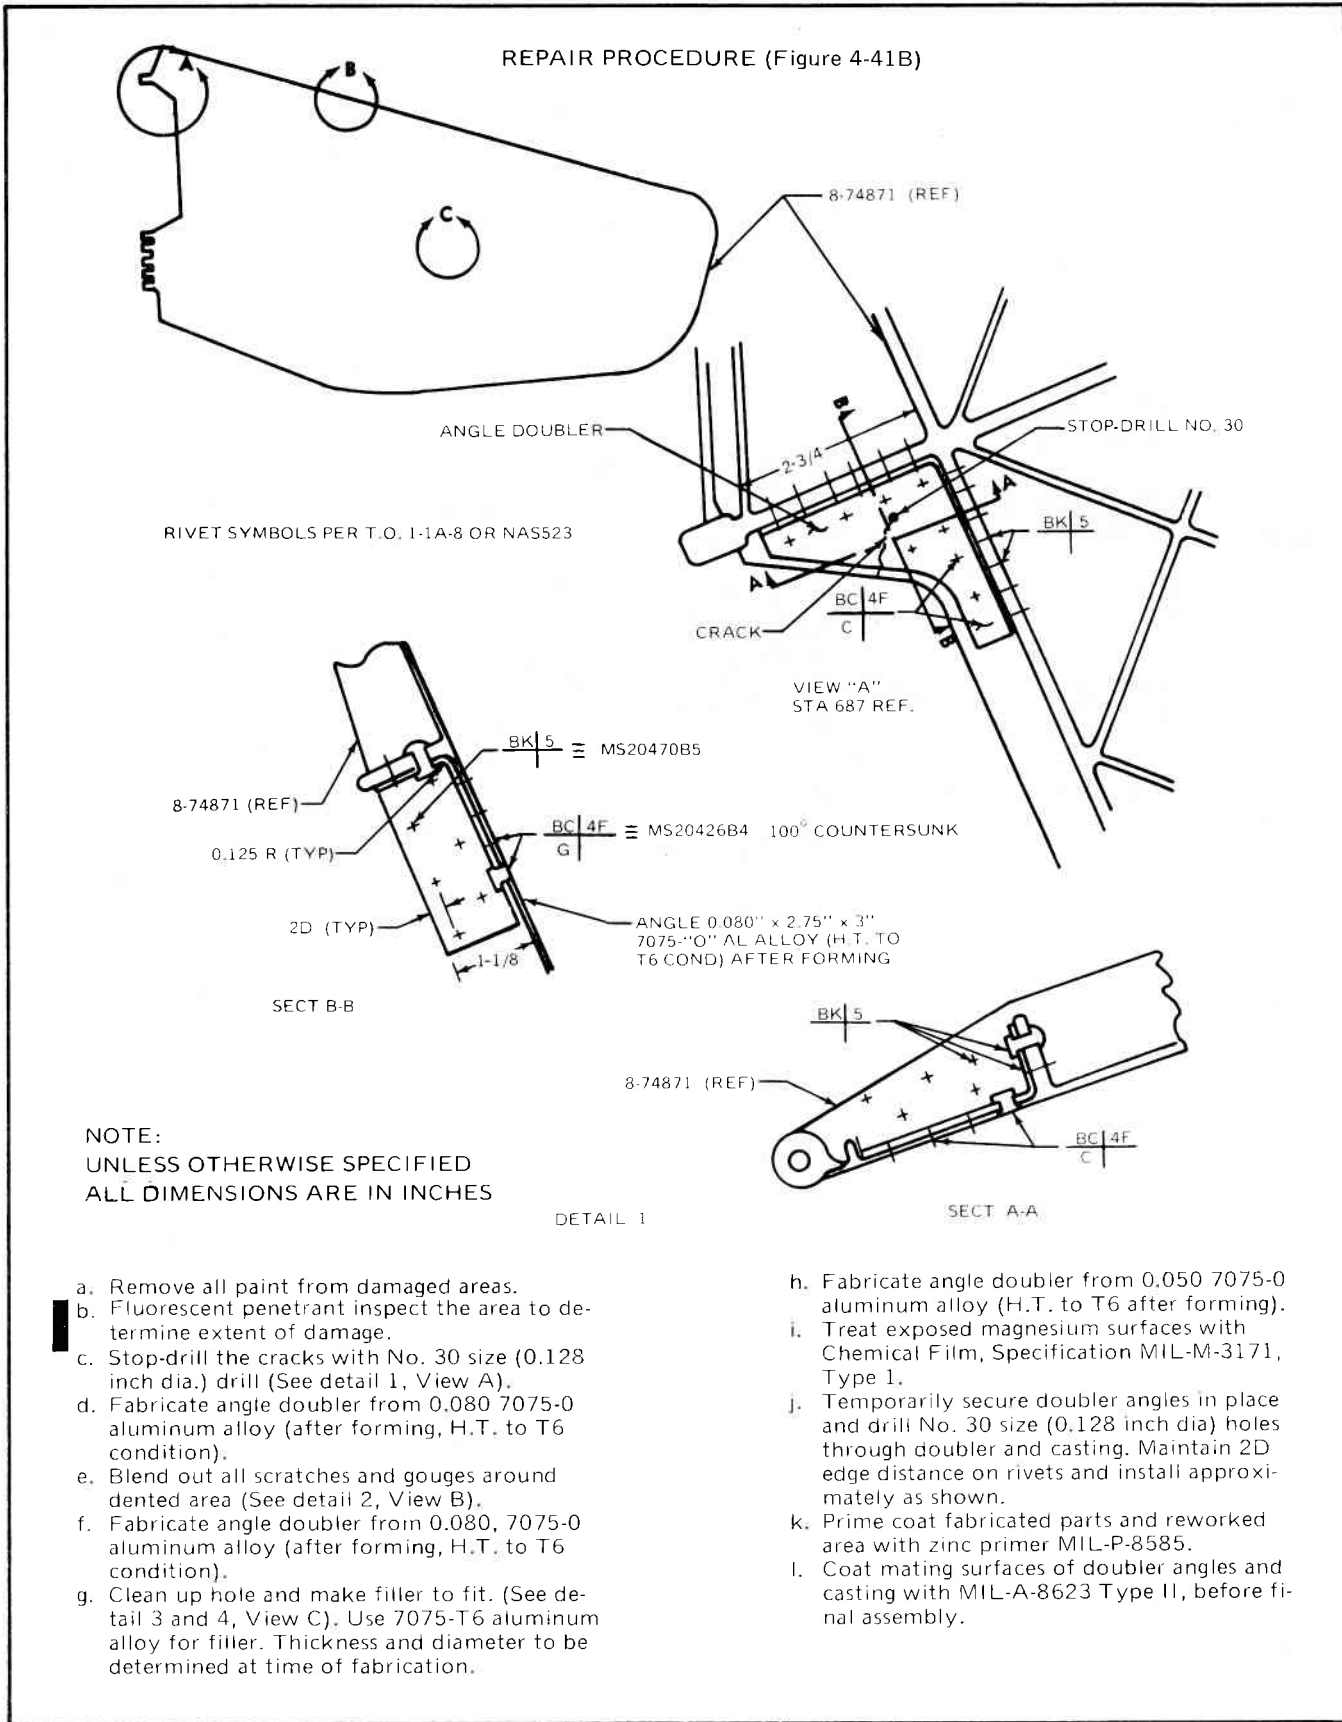 REPAIR PROCEDURE (Figure 4-41B)
A
B
C
8-74871 (REF)
ANGLE DOUBLER
B
2-3/4
STOP-DRILL NO. 30
A
BK 5
RIVET SYMBOLS PER T.O. 1-1A-8 OR NAS523
A
BC 4F
C
CRACK
B
VIEW "A"
STA 687 REF.
BK 5 ≡ MS20470B5
8-74871 (REF)
BC 4F ≡ MS20426B4 100° COUNTERSUNK
G
0.125 R (TYP)
2D (TYP)
ANGLE 0.080" x 2.75" x 3"
7075-"O" AL ALLOY (H.T. TO
T6 COND) AFTER FORMING
1-1/8
SECT B-B
BK 5
8-74871 (REF)
BC 4F
C
SECT A-A
NOTE:
UNLESS OTHERWISE SPECIFIED
ALL DIMENSIONS ARE IN INCHES
DETAIL 1
a. Remove all paint from damaged areas.
b. Fluorescent penetrant inspect the area to de-
termine extent of damage.
c. Stop-drill the cracks with No. 30 size (0.128
inch dia.) drill (See detail 1, View A).
d. Fabricate angle doubler from 0.080 7075-0
aluminum alloy (after forming, H.T. to T6
condition).
e. Blend out all scratches and gouges around
dented area (See detail 2, View B).
f. Fabricate angle doubler from 0.080, 7075-0
aluminum alloy (after forming, H.T. to T6
condition).
g. Clean up hole and make filler to fit. (See de-
tail 3 and 4, View C). Use 7075-T6 aluminum
alloy for filler. Thickness and diameter to be
determined at time of fabrication.
h. Fabricate angle doubler from 0.050 7075-0
aluminum alloy (H.T. to T6 after forming).
i. Treat exposed magnesium surfaces with
Chemical Film, Specification MIL-M-3171,
Type 1.
j. Temporarily secure doubler angles in place
and drill No. 30 size (0.128 inch dia) holes
through doubler and casting. Maintain 2D
edge distance on rivets and install approxi-
mately as shown.
k. Prime coat fabricated parts and reworked
area with zinc primer MIL-P-8585.
l. Coat mating surfaces of doubler angles and
casting with MIL-A-8623 Type II, before fi-
nal assembly.